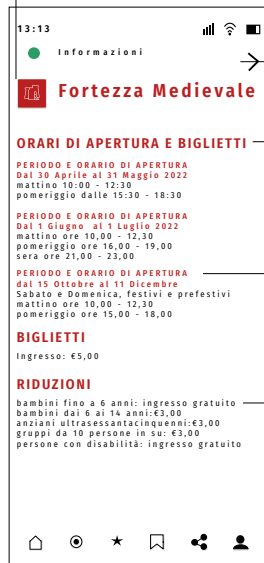 13:13
Informazioni
Fortezza Medievale
ORARI DI APERTURA E BIGLIETTI
PERIODO E ORARIO DI APERTURA
Dal 30 Aprile al 31 Maggio 2022
mattino 10:00 - 12:30
pomeriggio dalle 15:30 - 18:30
PERIODO E ORARIO DI APERTURA
Dal 1 Giugno al 1 Luglio 2022
mattino ore 10,00 - 12,30
pomeriggio ore 16,00 - 19,00
sera ore 21,00 - 23,00
PERIODO E ORARIO DI APERTURA
dal 15 Ottobre al 11 Dicembre
Sabato e Domenica, festivi e prefestivi
mattino ore 10,00 - 12,30
pomeriggio ore 15,00 - 18,00
BIGLIETTI
Ingresso: €5,00
RIDUZIONI
bambini fino a 6 anni: ingresso gratuito
bambini dai 6 ai 14 anni:€3,00
anziani ultrasessantacinquenni:€3,00
gruppi da 10 persone in su: €3,00
persone con disabilità: ingresso gratuito